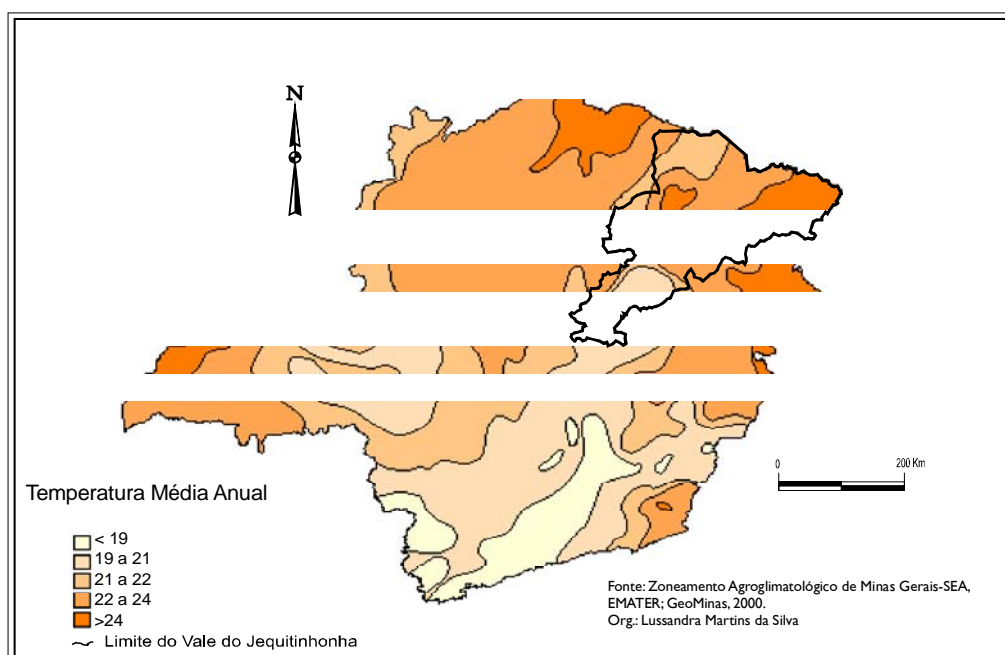 N
0
200 Km
Temperatura Média Anual
< 19
19 a 21
21 a 22
22 a 24
>24
Limite do Vale do Jequitinhonha
Fonte: Zoneamento Agroglimatológico de Minas Gerais-SEA,
EMATER; GeoMinas, 2000.
Org.: Lussandra Martins da Silva